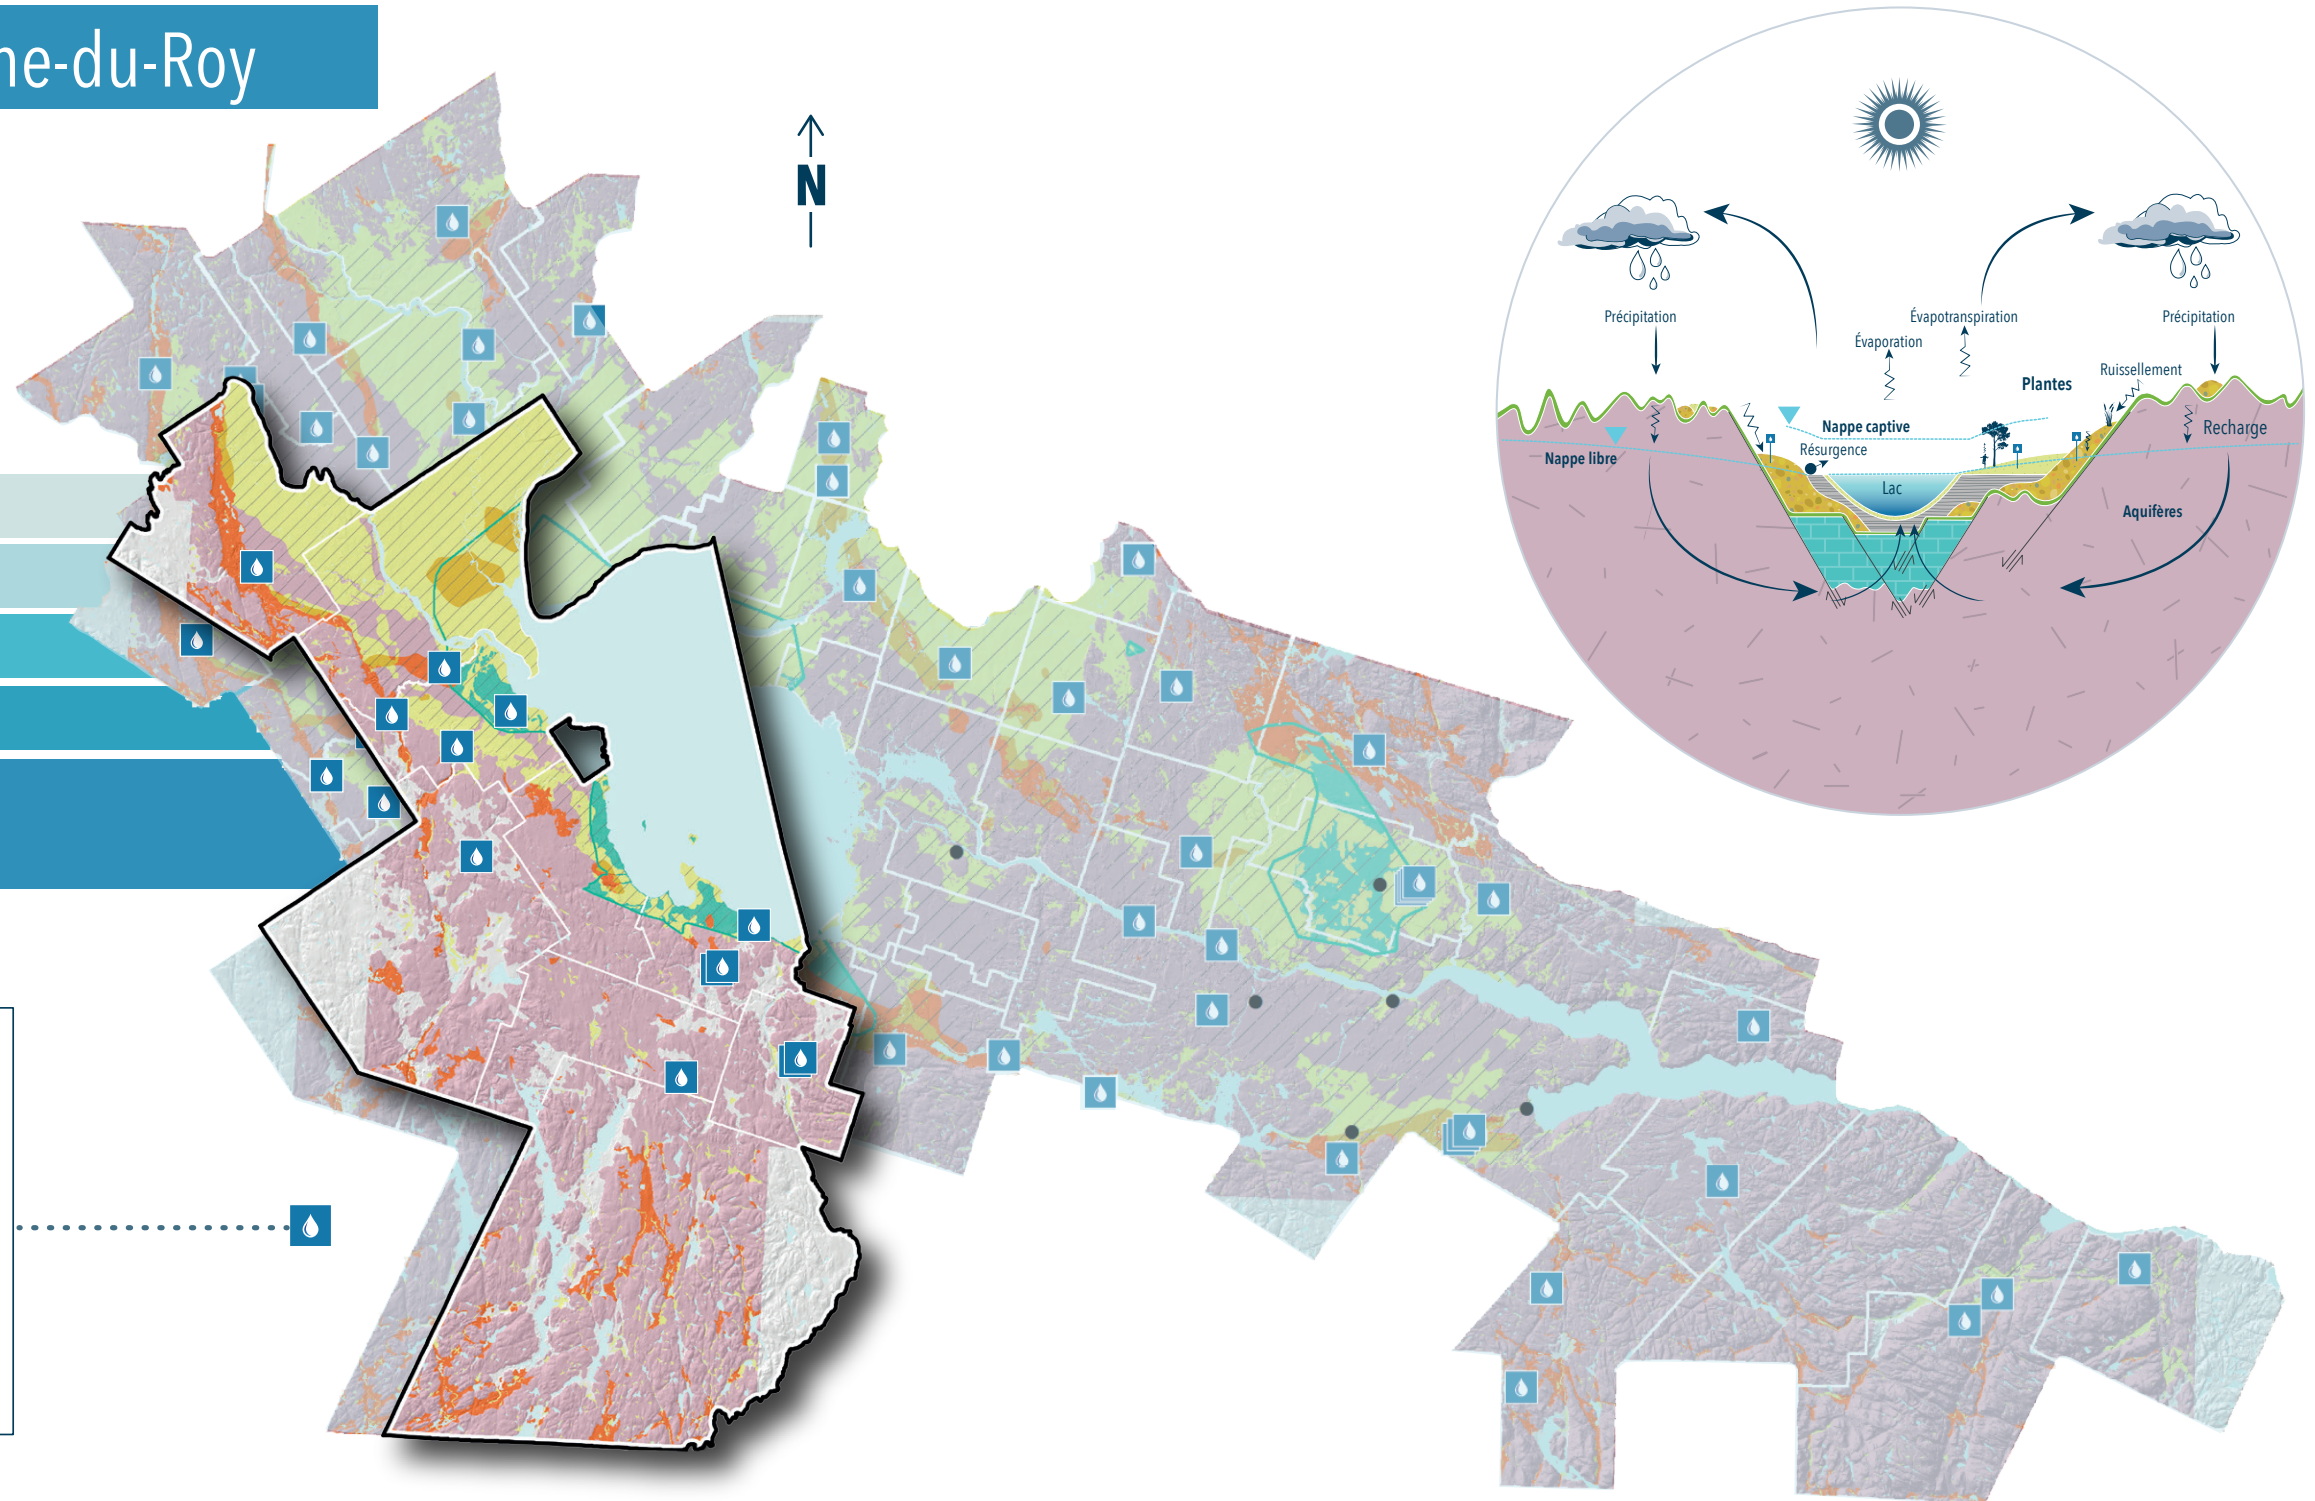 ne-du-Roy
N
Précipitation
Évapotranspiration
Précipitation
Évaporation
Ruissellement
Plantes
Nappe captive
Recharge
Résurgence
Nappe libre
Lac
Aquifères